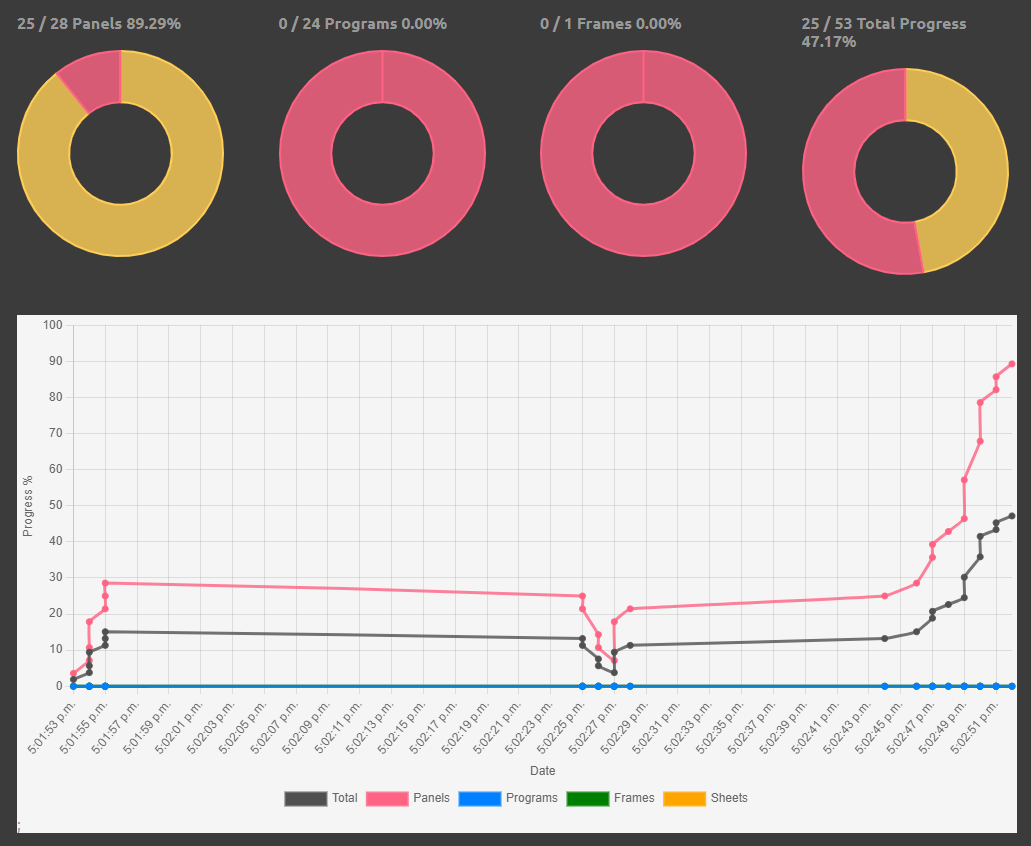 25 / 28 Panels 89.29%
0 / 24 Programs 0.00%
0 / 1 Frames 0.00%
25 / 53 Total Progress
47.17%
100
90
80
70
60
50
40
30
20
10
0
Progress %
5:01:53 p.m.
5:01:55 p.m.
5:01:57 p.m.
5:01:59 p.m.
5:02:01 p.m.
5:02:03 p.m.
5:02:05 p.m.
5:02:07 p.m.
5:02:09 p.m.
5:02:11 p.m.
5:02:13 p.m.
5:02:15 p.m.
5:02:17 p.m.
5:02:19 p.m.
5:02:21 p.m.
5:02:23 p.m.
5:02:25 p.m.
5:02:27 p.m.
5:02:29 p.m.
5:02:31 p.m.
5:02:33 p.m.
5:02:35 p.m.
5:02:37 p.m.
5:02:39 p.m.
5:02:41 p.m.
5:02:43 p.m.
5:02:45 p.m.
5:02:47 p.m.
5:02:49 p.m.
5:02:51 p.m.
Date
Total Panels Programs Frames Sheets
;